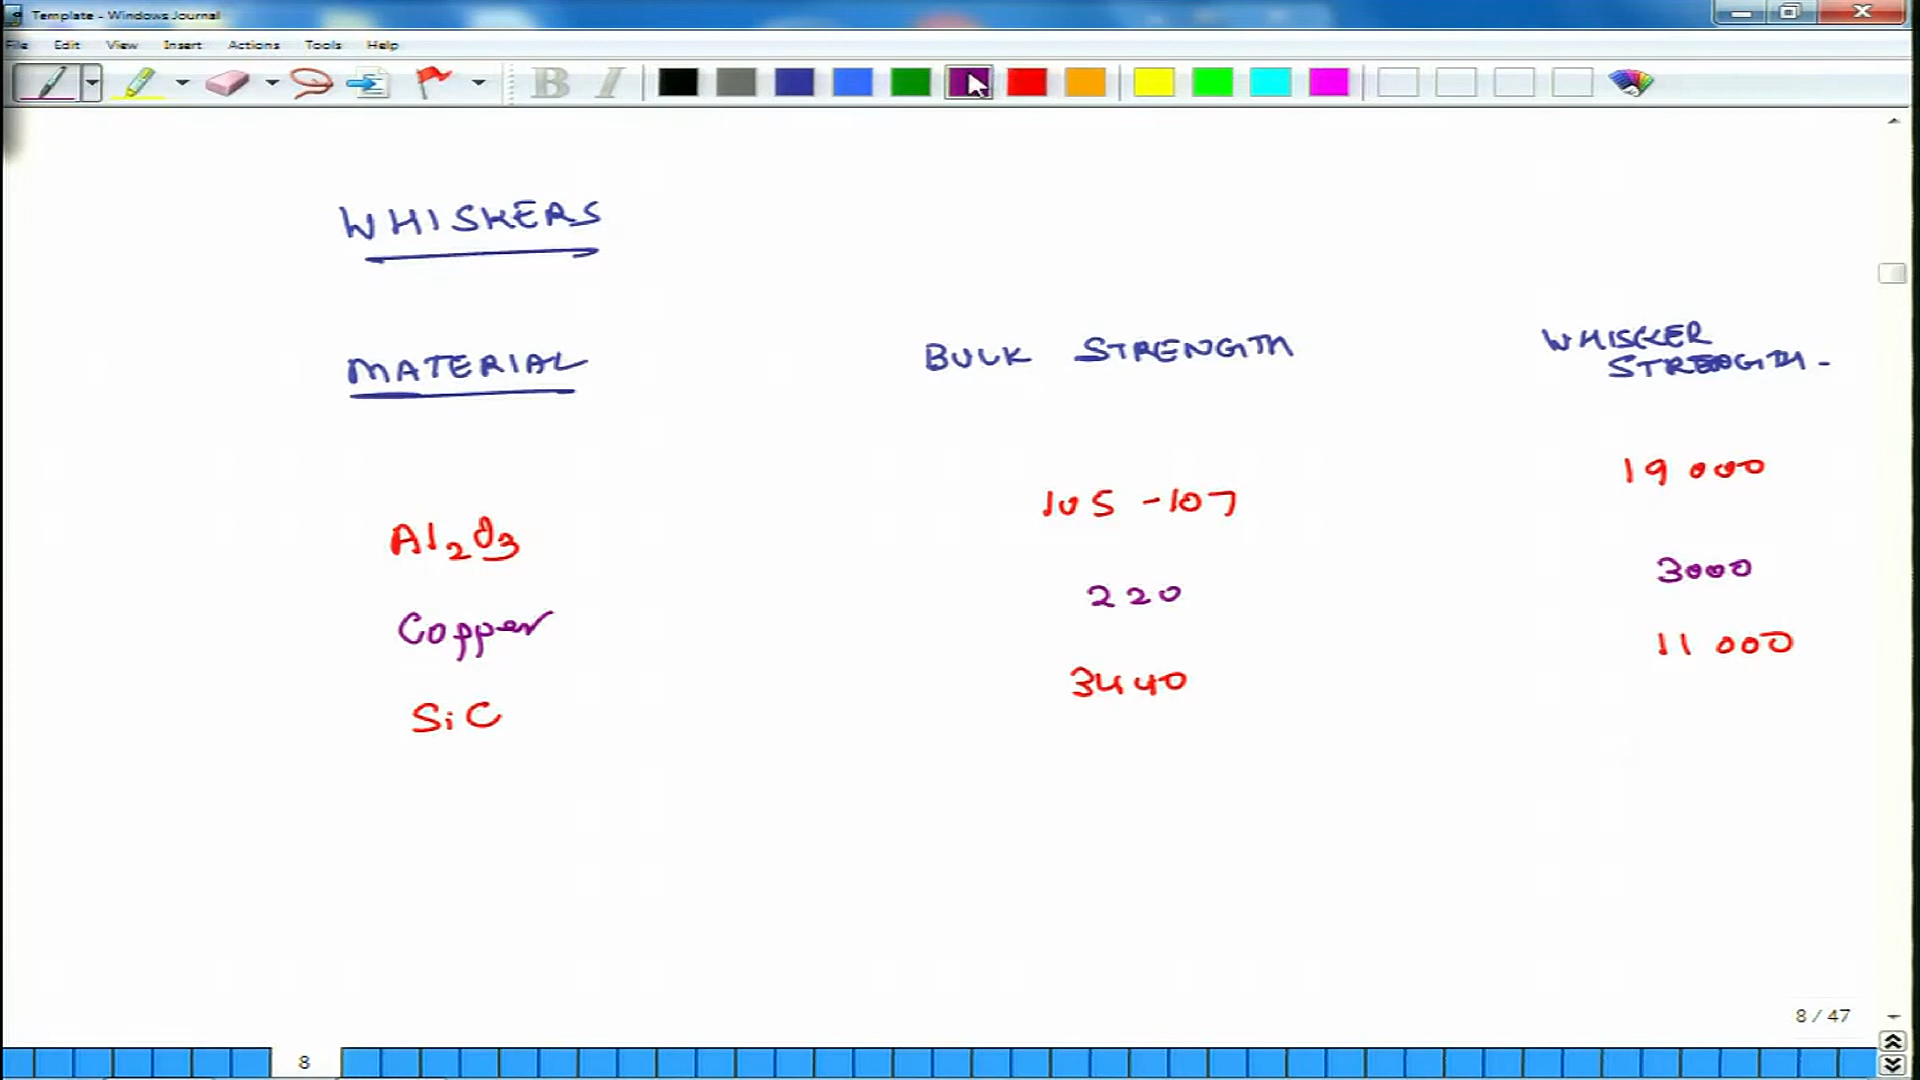 Template - Windows Journal
File Edit View Insert Actions Tools Help
B I
WHISKERS
MATERIAL BULK STRENGTH WHISKER STRENGTH -
Al2O3 105 - 107 19 000
Copper 220 3000
SiC 3440 11 000
8 / 47
8